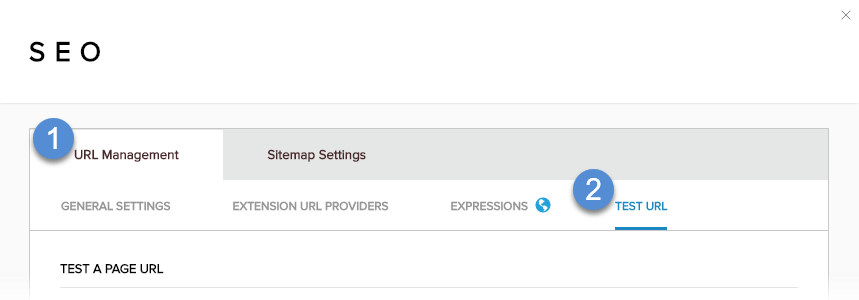 SEO
1
URL Management
Sitemap Settings
2
GENERAL SETTINGS
EXTENSION URL PROVIDERS
EXPRESSIONS
TEST URL
TEST A PAGE URL